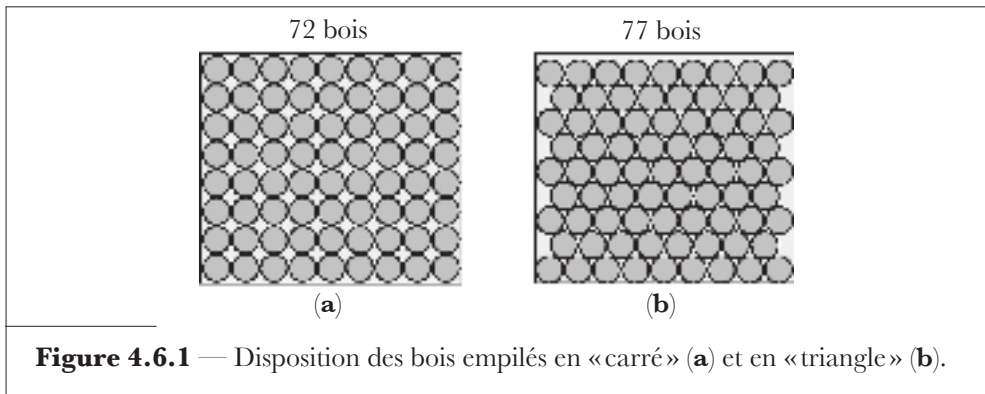 72 bois
77 bois
(a)
(b)
Figure 4.6.1 — Disposition des bois empilés en «carré» (a) et en «triangle» (b).